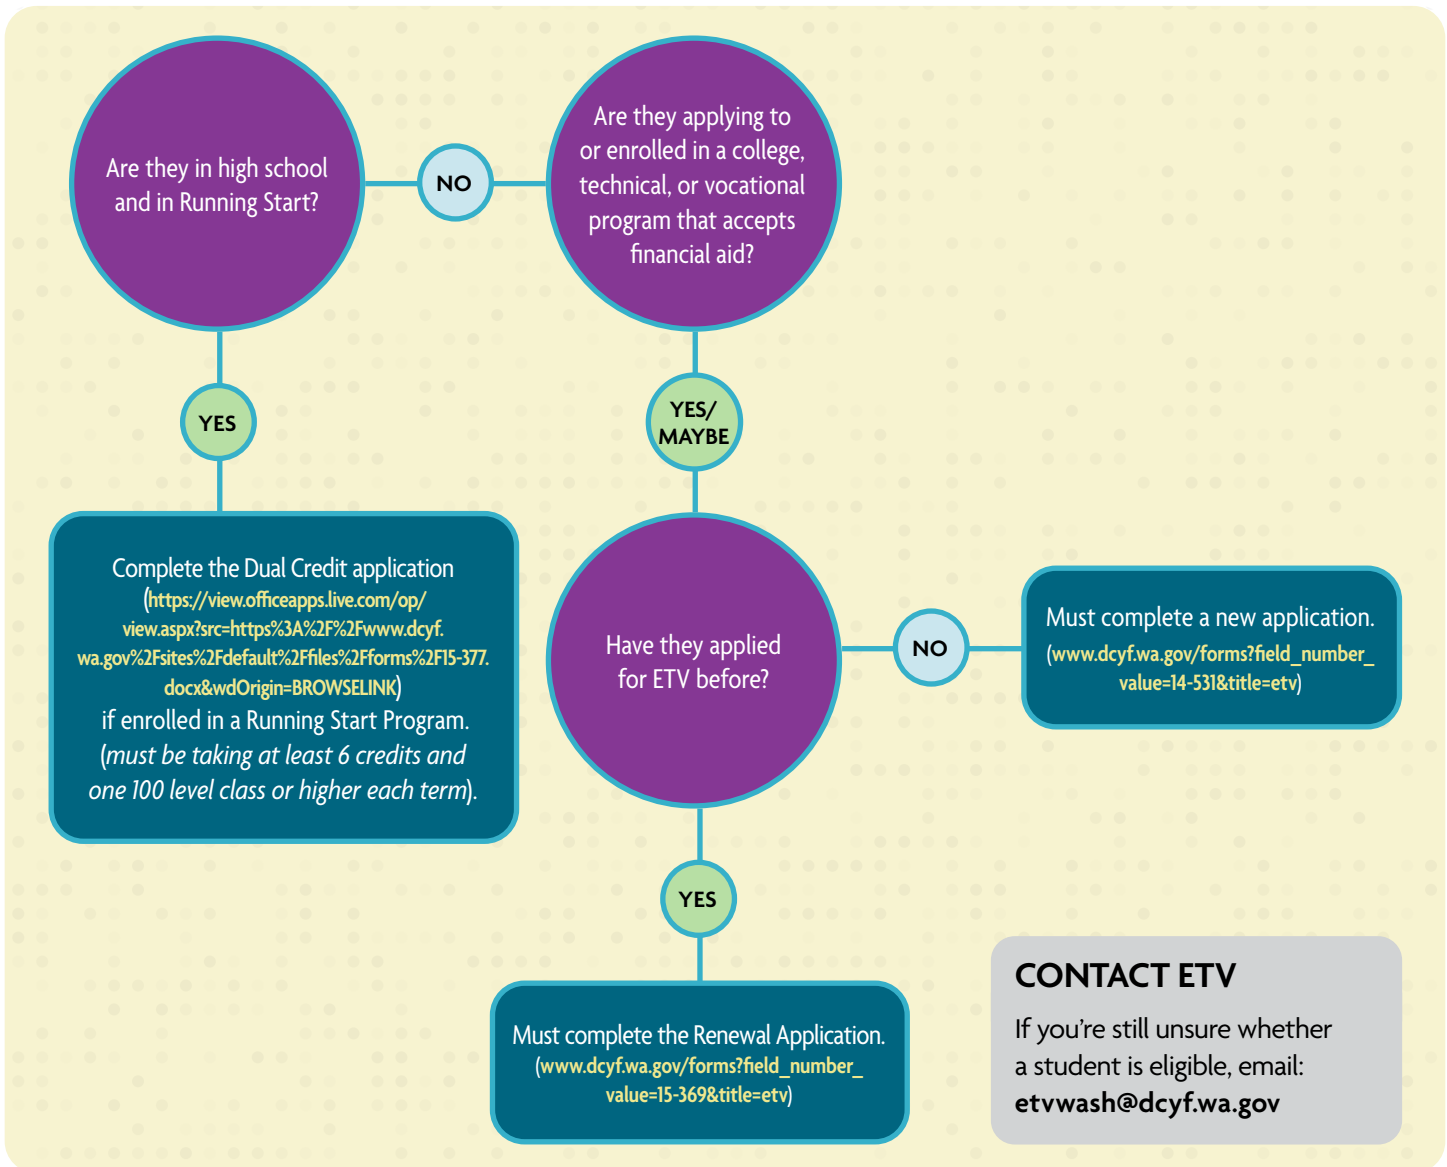 Are they in high school
and in Running Start?
NO
Are they applying to
or enrolled in a college,
technical, or vocational
program that accepts
financial aid?
YES
YES/
MAYBE
Complete the Dual Credit application
(https://view.officeapps.live.com/op/
view.aspx?src=https%3A%2F%2Fwww.dcyf.
wa.gov%2Fsites%2Fdefault%2Ffiles%2Fforms%2F15-377.
docx&wdOrigin=BROWSELINK)
if enrolled in a Running Start Program.
(must be taking at least 6 credits and
one 100 level class or higher each term).
Have they applied
for ETV before?
NO
Must complete a new application.
(www.dcyf.wa.gov/forms?field_number_
value=14-531&title=etv)
YES
Must complete the Renewal Application.
(www.dcyf.wa.gov/forms?field_number_
value=15-369&title=etv)
CONTACT ETV
If you’re still unsure whether
a student is eligible, email:
etvwash@dcyf.wa.gov